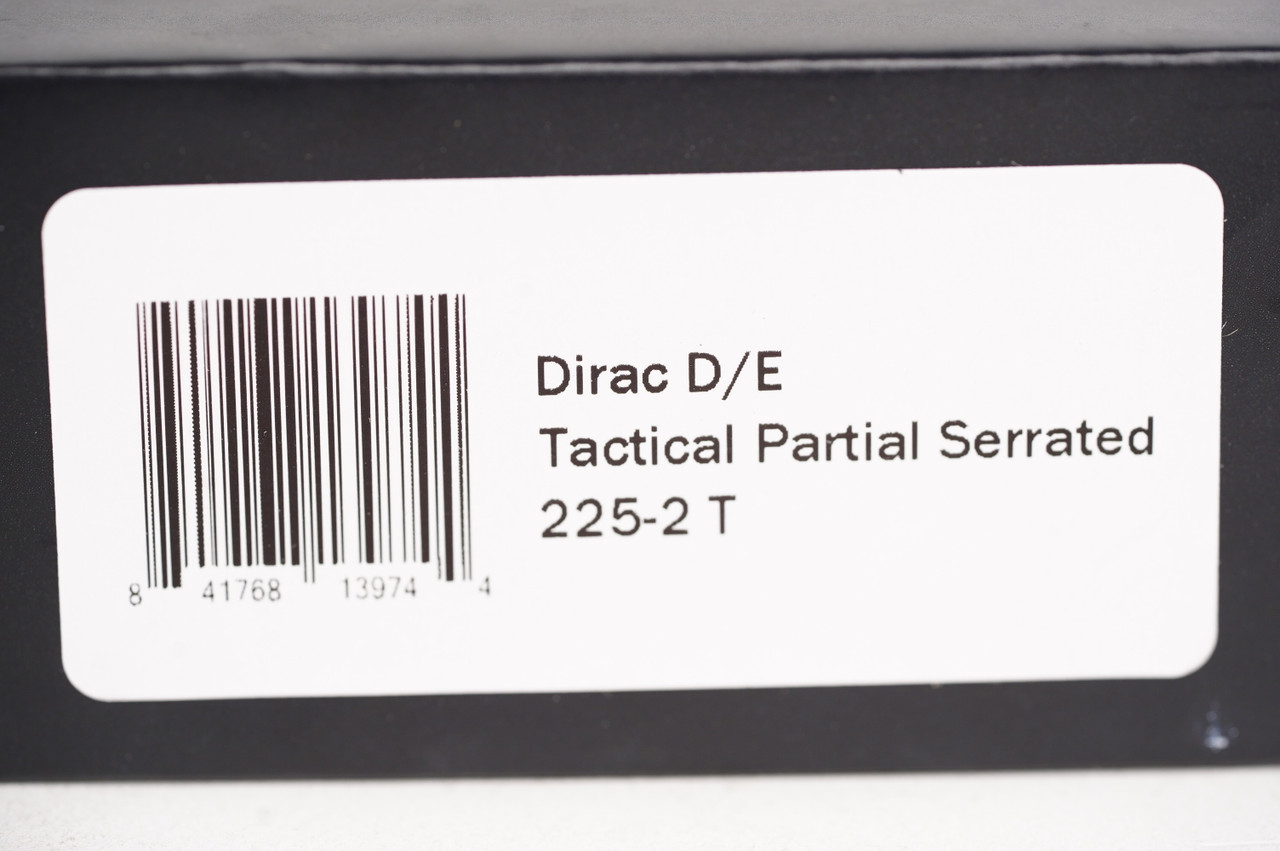 Dirac D/E
Tactical Partial Serrated
225-2 T
8 41768 13974 4